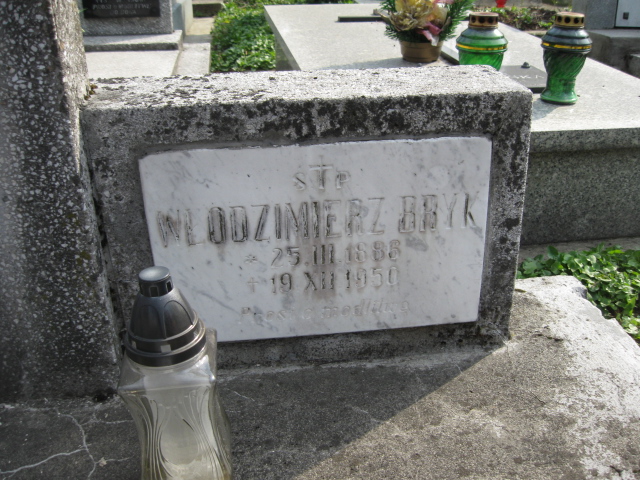 S†P
WŁODZIMIERZ BRYK
* 25.III.1888
+ 19 XII 1950